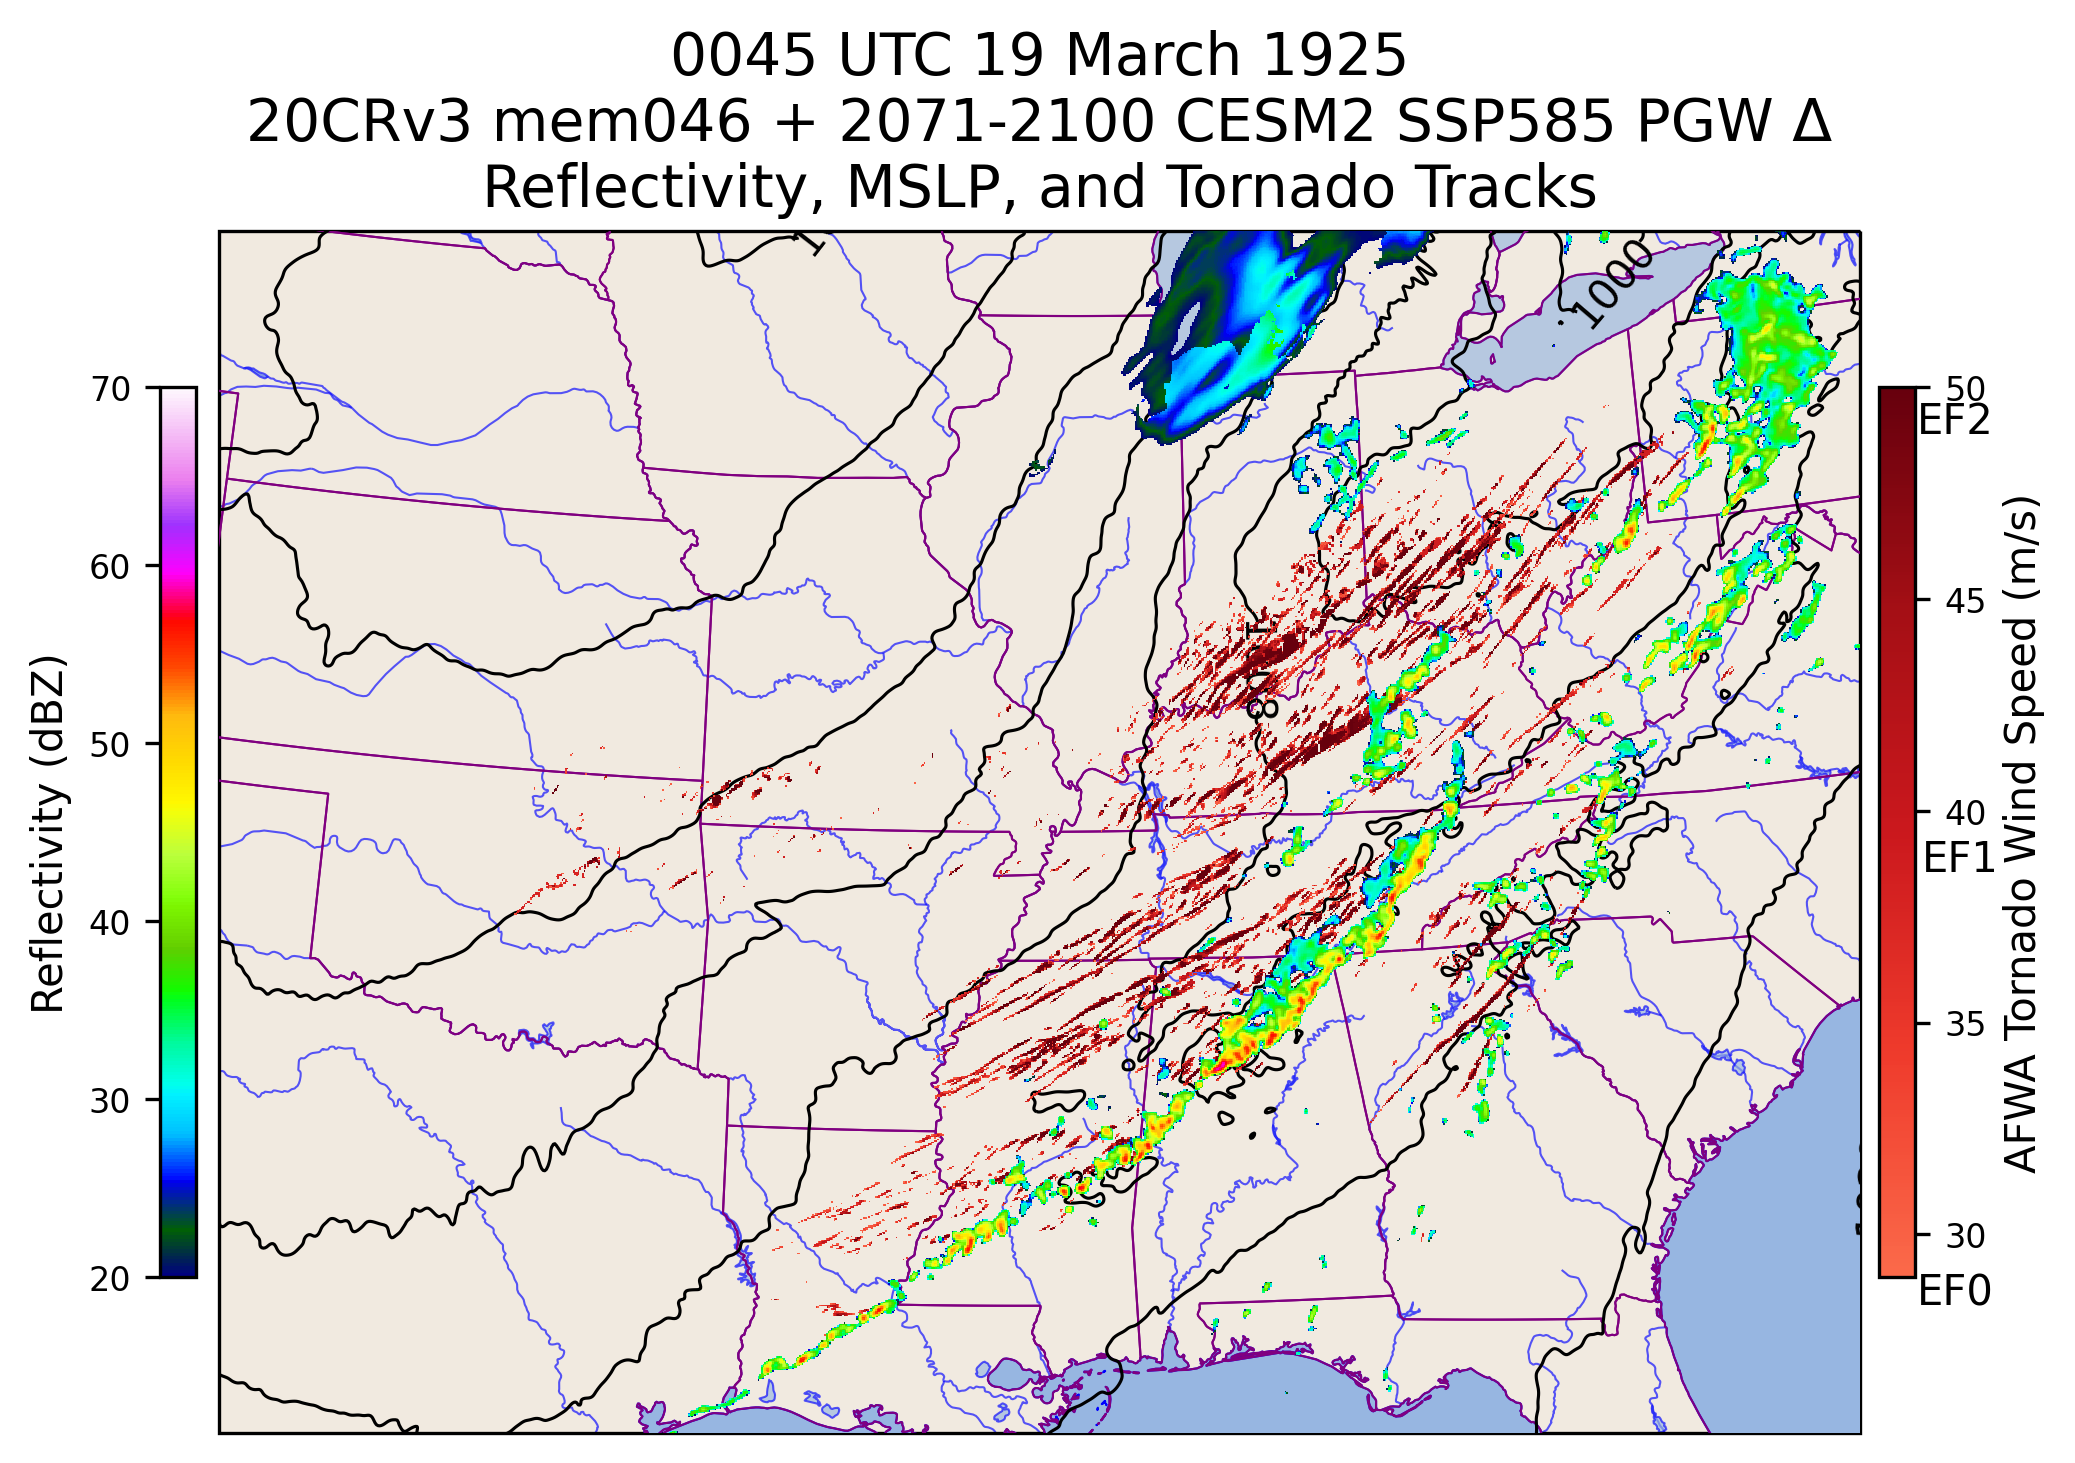 0045 UTC 19 March 1925
20CRv3 mem046 + 2071-2100 CESM2 SSP585 PGW Δ
Reflectivity, MSLP, and Tornado Tracks
1000
70
60
50
40
30
20
Reflectivity (dBZ)
50
EF2
45
40
EF1
35
30
EF0
AFWA Tornado Wind Speed (m/s)